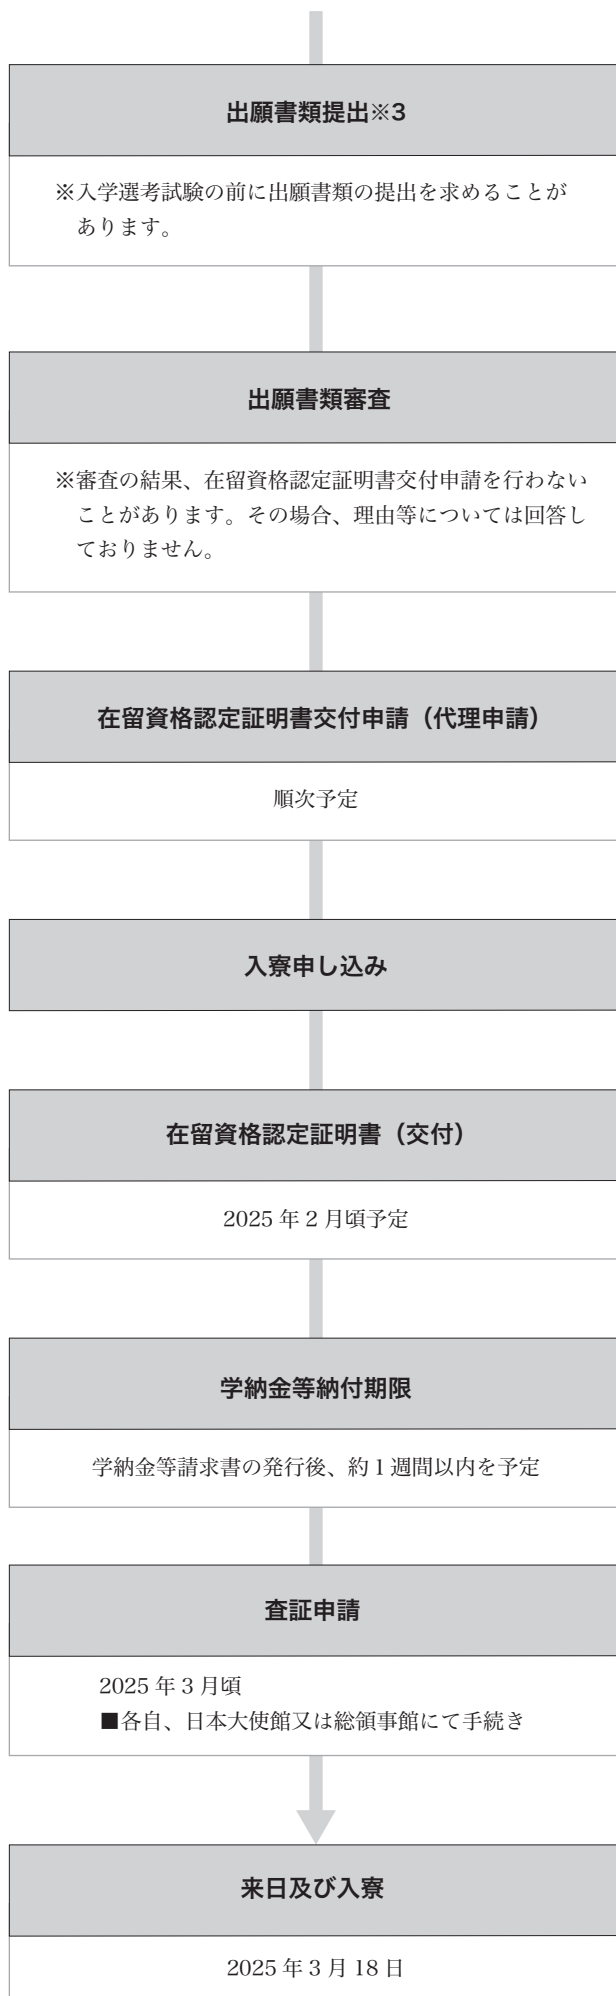 出願書類提出※3
※入学選考試験の前に出願書類の提出を求めることが
あります。
出願書類審査
※審査の結果、在留資格認定証明書交付申請を行わない
ことがあります。その場合、理由等については回答し
ておりません。
在留資格認定証明書交付申請（代理申請）
順次予定
入寮申し込み
在留資格認定証明書（交付）
2025 年 2 月頃予定
学納金等納付期限
学納金等請求書の発行後、約 1 週間以内を予定
査証申請
2025 年 3 月頃
■各自、日本大使館又は総領事館にて手続き
来日及び入寮
2025 年 3 月 18 日